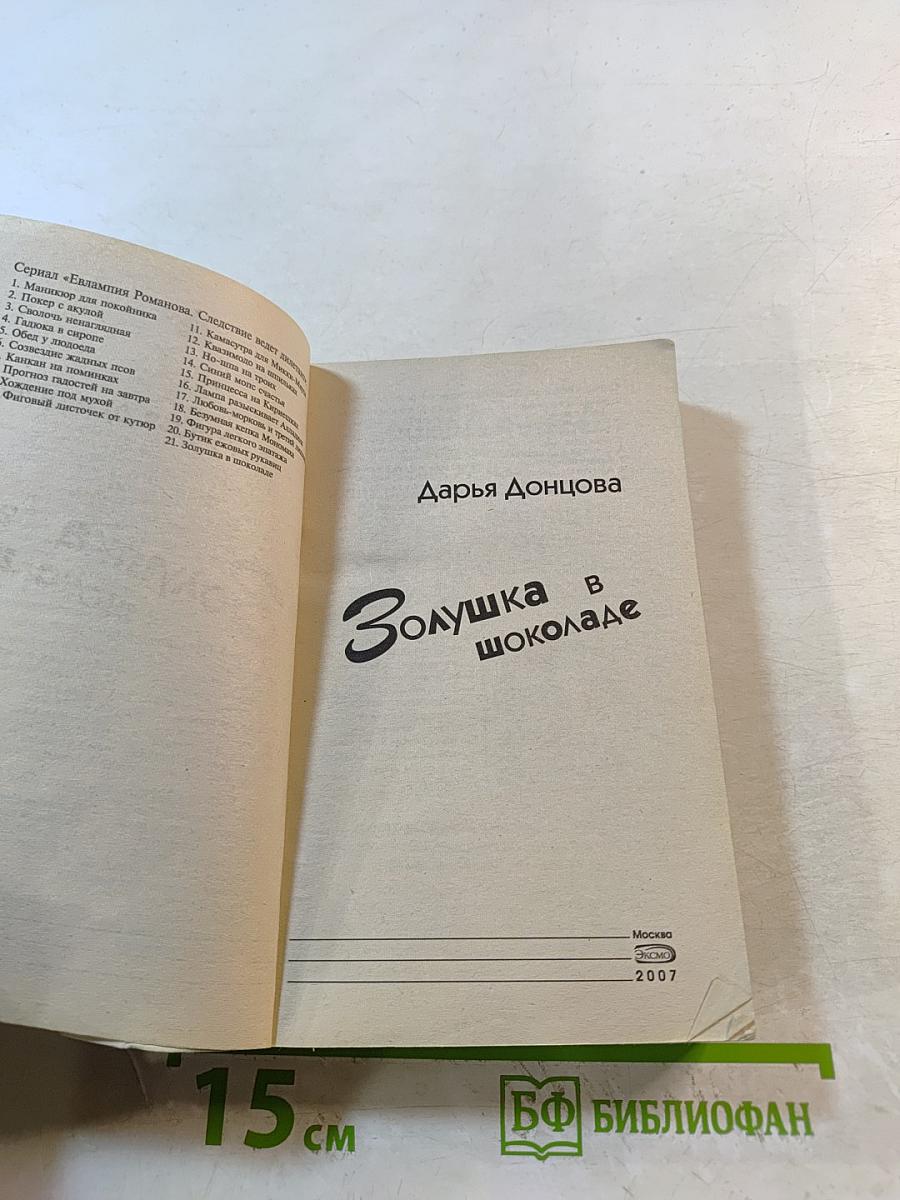 Сериал «Евлампия Романова. Следствие ведет дилетант»
1. Маникюр для покойника
2. Покер с акулой
3. Сволочь ненаглядная
4. Гадюка в сиропе
5. Обед у людоеда
6. Созвездие жадных псов
Канкан на поминках
Прогноз гадостей на завтра
Хождение под мухой
Фиговый листочек от кутюр
11. Камасутра для Микки-Мауса
12. Квазимодо на шпильках
13. Но-шпа на троих
14. Синий мопс счастья
15. Принцесса на Кириешках
16. Лампа разыскивает Алладина
17. Любовь-морковь и третий лишний
18. Безумная кепка Мономаха
19. Фигура легкого эпатажа
20. Бутик ежовых рукавиц
21. Золушка в шоколаде
Дарья Донцова
Золушка в
шоколаде
Москва
ЭКСМО
2007
15 см
БФ БИБЛИОФАН